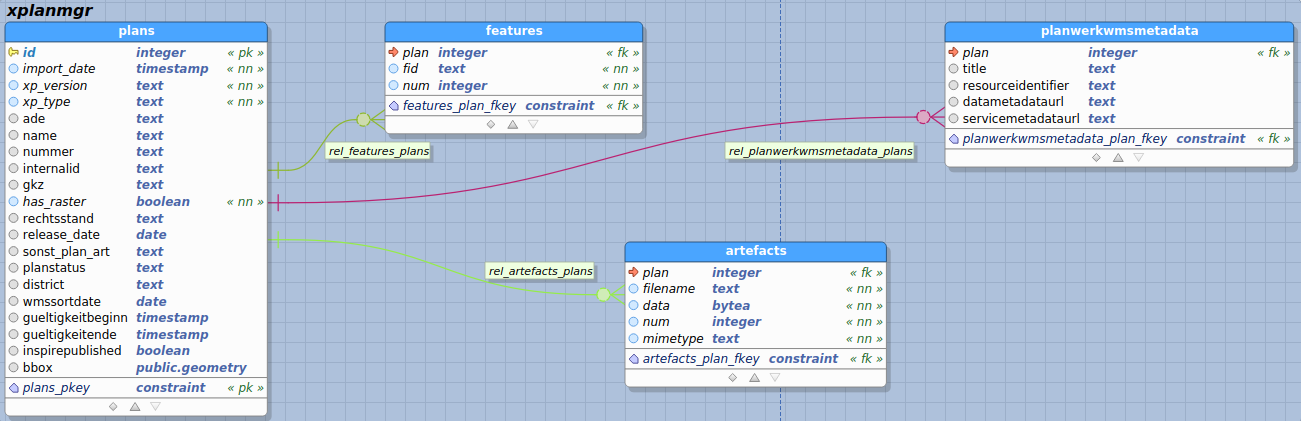 xplanmgr
plans
id integer « pk »
import_date timestamp « nn »
xp_version text « nn »
xp_type text « nn »
ade text
name text
nummer text
internalid text
gkz text
has_raster boolean « nn »
rechtsstand text
release_date date
sonst_plan_art text
planstatus text
district text
wmssortdate date
gueltigkeitbeginn timestamp
gueltigkeitende timestamp
inspirepublished boolean
bbox public.geometry
plans_pkey constraint « pk »
features
plan integer « fk »
fid text « nn »
num integer « nn »
features_plan_fkey constraint « fk »
rel_features_plans
planwerkwmsmetadata
plan integer « fk »
title text
resourceidentifier text
datametadataurl text
servicemetadataurl text
planwerkwmsmetadata_plan_fkey constraint « fk »
rel_planwerkwmsmetadata_plans
artefacts
plan integer « fk »
filename text « nn »
data bytea « nn »
num integer « nn »
mimetype text « nn »
artefacts_plan_fkey constraint « fk »
rel_artefacts_plans